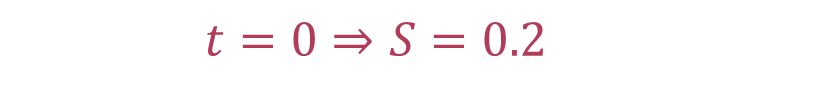 t = 0 ⇒ S = 0.2